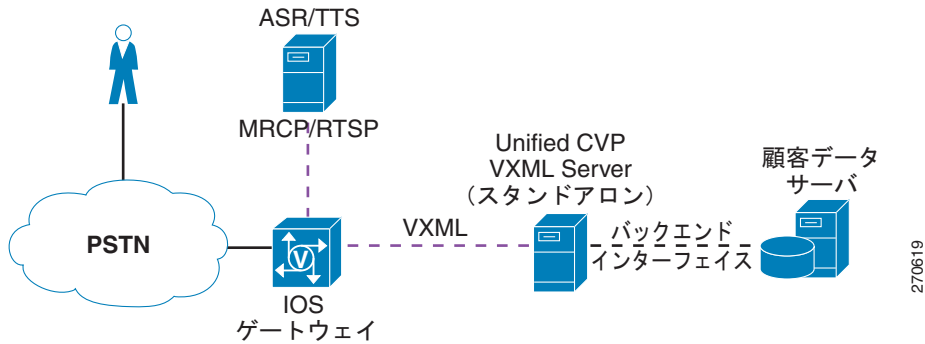 ASR/TTS
MRCP/RTSP
Unified CVP
VXML Server
（スタンドアロン）
顧客データ
サーバ
PSTN
VXML
バックエンド
インターフェイス
V
IOS
ゲートウェイ
270619